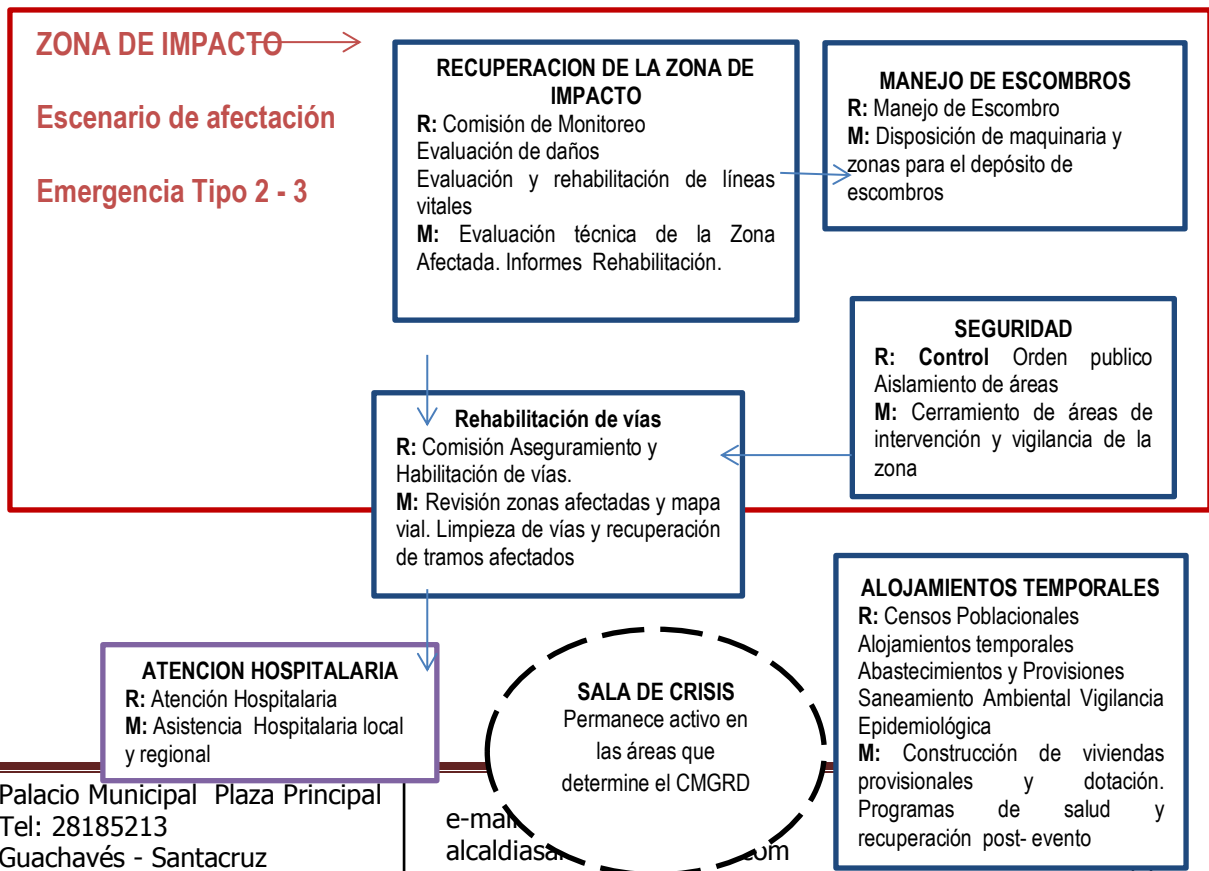 ZONA DE IMPACTO
Escenario de afectación
Emergencia Tipo 2 - 3
RECUPERACION DE LA ZONA DE
IMPACTO
R: Comisión de Monitoreo
Evaluación de daños
Evaluación y rehabilitación de líneas
vitales
M: Evaluación técnica de la Zona
Afectada. Informes Rehabilitación.
MANEJO DE ESCOMBROS
R: Manejo de Escombro
M: Disposición de maquinaria y
zonas para el depósito de
escombros
SEGURIDAD
R: Control Orden publico
Aislamiento de áreas
M: Cerramiento de áreas de
intervención y vigilancia de la
zona
Rehabilitación de vías
R: Comisión Aseguramiento y
Habilitación de vías.
M: Revisión zonas afectadas y mapa
vial. Limpieza de vías y recuperación
de tramos afectados
ATENCION HOSPITALARIA
R: Atención Hospitalaria
M: Asistencia Hospitalaria local
y regional
SALA DE CRISIS
Permanece activo en
las áreas que
determine el CMGRD
ALOJAMIENTOS TEMPORALES
R: Censos Poblacionales
Alojamientos temporales
Abastecimientos y Provisiones
Saneamiento Ambiental Vigilancia
Epidemiológica
M: Construcción de viviendas
provisionales y dotación.
Programas de salud y
recuperación post- evento
Palacio Municipal Plaza Principal
Tel: 28185213
Guachavés - Santacruz
e-mail